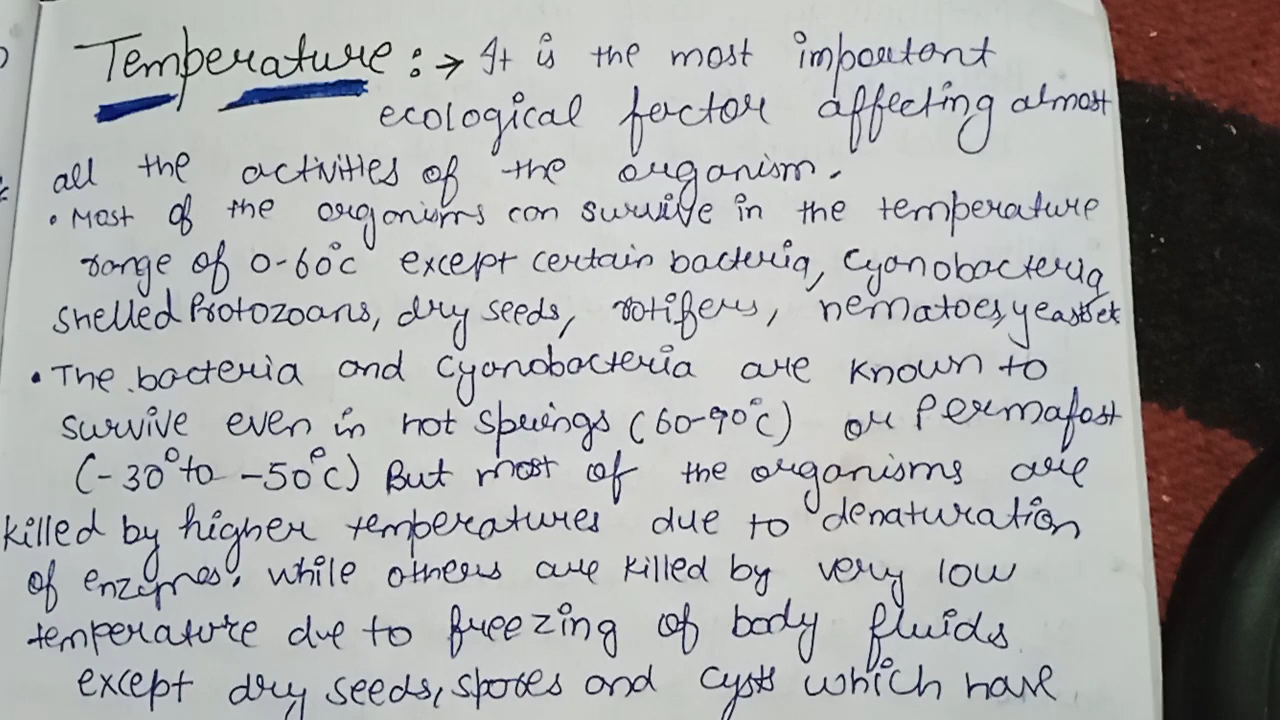 Temperature :→ It is the most important
ecological factor affecting almost
all the activities of the organism.
• Most of the organisms can survive in the temperature
range of 0-60°c except certain bacteria, Cyanobacteria
shelled Protozoans, dry seeds, rotifers, nematoes, yeasts et
• The bacteria and Cyanobacteria are known to
survive even in hot springs (60-90°c) or Permafost
(-30° to -50°c) But most of the organisms are
killed by higher temperatures due to denaturation
of enzymes. while others are killed by very low
temperature due to freezing of body fluids
except dry seeds, spores and cysts which have